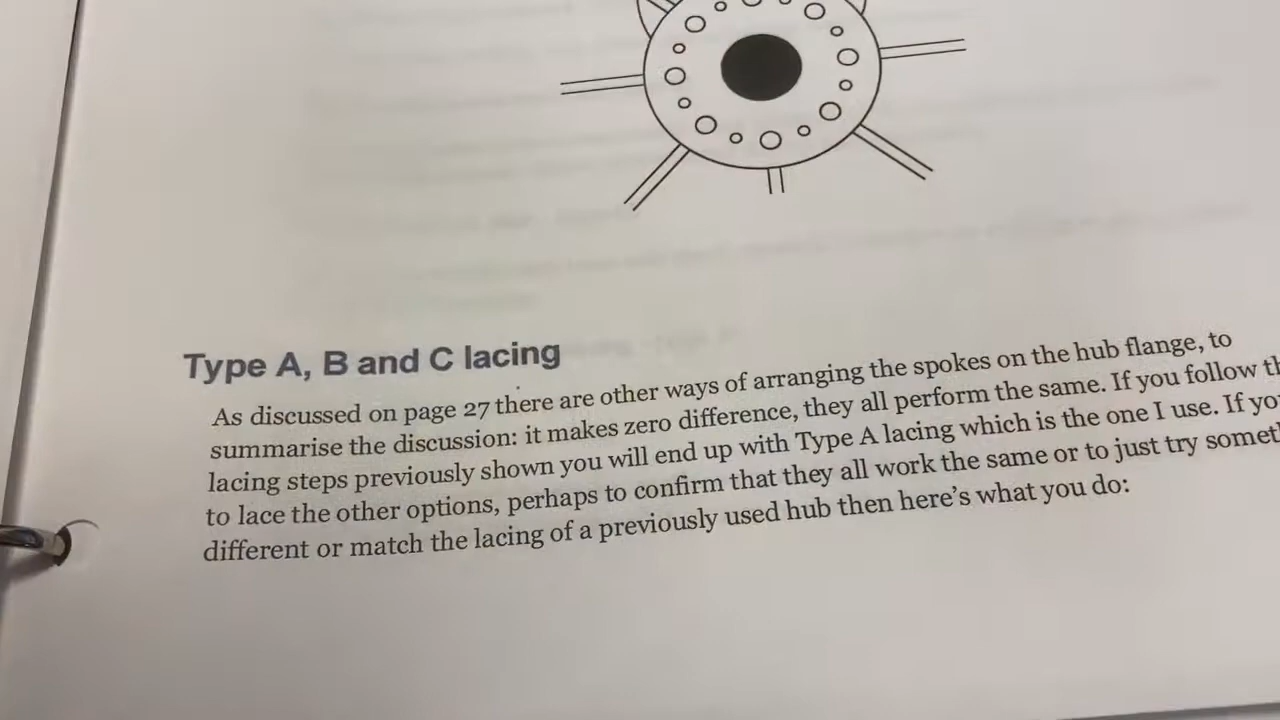 Type A, B and C lacing
As discussed on page 27 there are other ways of arranging the spokes on the hub flange, to
summarise the discussion: it makes zero difference, they all perform the same. If you follow
lacing steps previously shown you will end up with Type A lacing which is the one I use. If
to lace the other options, perhaps to confirm that they all work the same or to just try
different or match the lacing of a previously used hub then here's what you do: